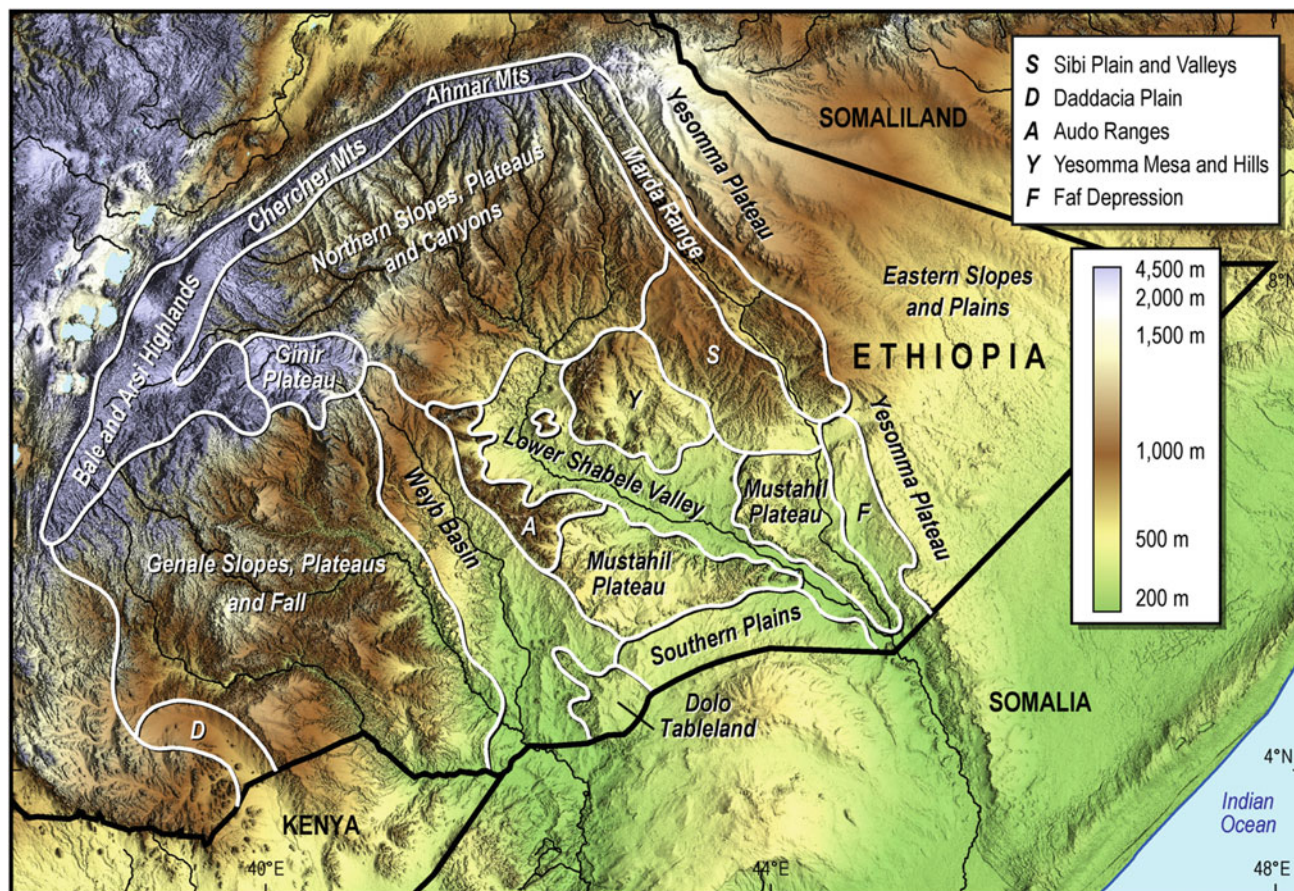 S Sibi Plain and Valleys
D Daddacia Plain
A Audo Ranges
Y Yesomma Mesa and Hills
F Faf Depression
4,500 m
2,000 m
1,500 m
1,000 m
500 m
200 m
Ahmar Mts
Chercher Mts
Bale and Arsi Highlands
Northern Slopes, Plateaus
and Canyons
Marda Range
Yesomma Plateau
SOMALILAND
8°N
Eastern Slopes
and Plains
ETHIOPIA
Ginir
Plateau
S
Y
Lower Shabele Valley
Weyb Basin
A
Mustahil
Plateau
F
Yesomma Plateau
Mustahil
Plateau
Genale Slopes, Plateaus
and Fall
Southern Plains
Dolo
Tableland
SOMALIA
D
KENYA
4°N
Indian
Ocean
40°E
44°E
48°E